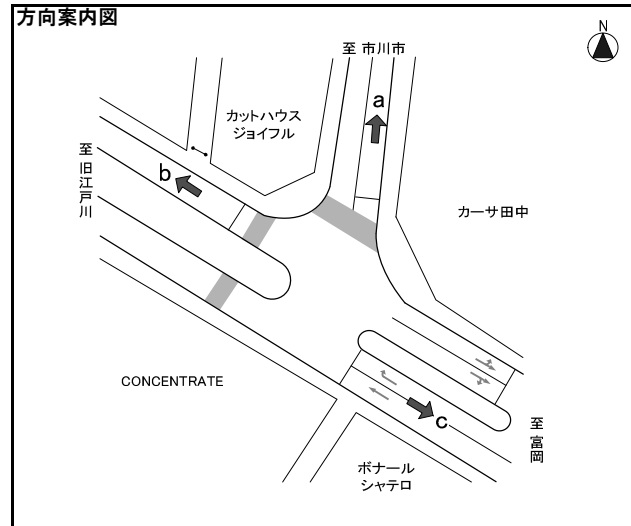 方向案内図
N
至 市川市
a
カットハウス
ジョイフル
至 旧江戸川
b
カーサ田中
CONCENTRATE
c
至 富岡
ボナール
シャテロ